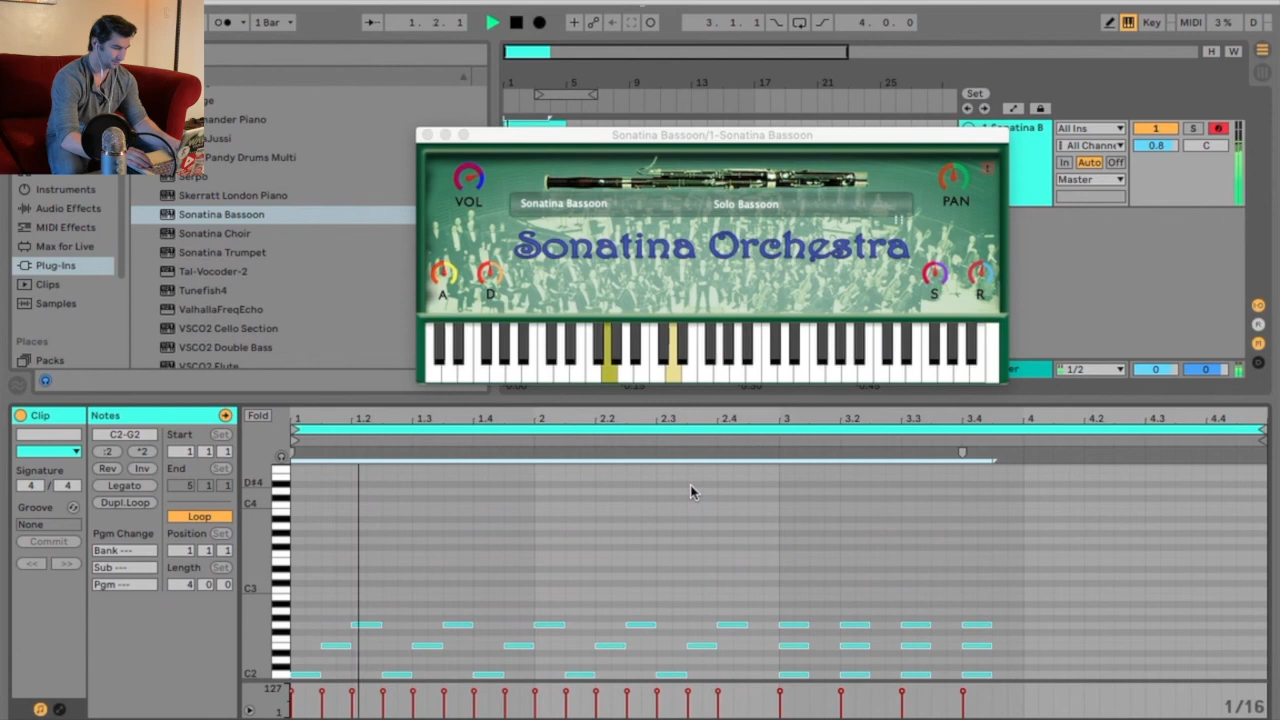 1 Bar
1. 2. 1
3. 1. 1
4. 0. 0
Key
MIDI
3 %
D
H
W
1
5
9
13
17
21
25
Set
Sonatina Bassoon/1-Sonatina Bassoon
VOL
PAN
Sonatina Bassoon
Solo Bassoon
Sonatina Orchestra
A
D
S
R
nander Piano
Jussi
Pandy Drums Multi
Serpo
Skerratt London Piano
Sonatina Bassoon
Sonatina Choir
Sonatina Trumpet
Tal-Vocoder-2
Tunefish4
ValhallaFreqEcho
VSCO2 Cello Section
VSCO2 Double Bass
VSCO2 Flute
Instruments
Audio Effects
MIDI Effects
Max for Live
Plug-Ins
Clips
Samples
Places
Packs
All Ins
1
S
All Channe
0.8
C
In
Auto
Off
Master
1/2
0
0
Clip
Notes
Fold
Signature
4 / 4
Groove
None
Commit
<<
>>
C2-G2
:2
*2
Rev
Inv
Legato
Dupl.Loop
Pgm Change
Bank ---
Sub ---
Pgm ---
Start
Set
1 1 1
End
Set
5 1 1
Loop
Position
Set
1 1 1
Length
Set
4 0 0
1
1.2
1.3
1.4
2
2.2
2.3
2.4
3
3.2
3.3
3.4
4
4.2
4.3
4.4
D#4
C4
C3
C2
127
1
1/16